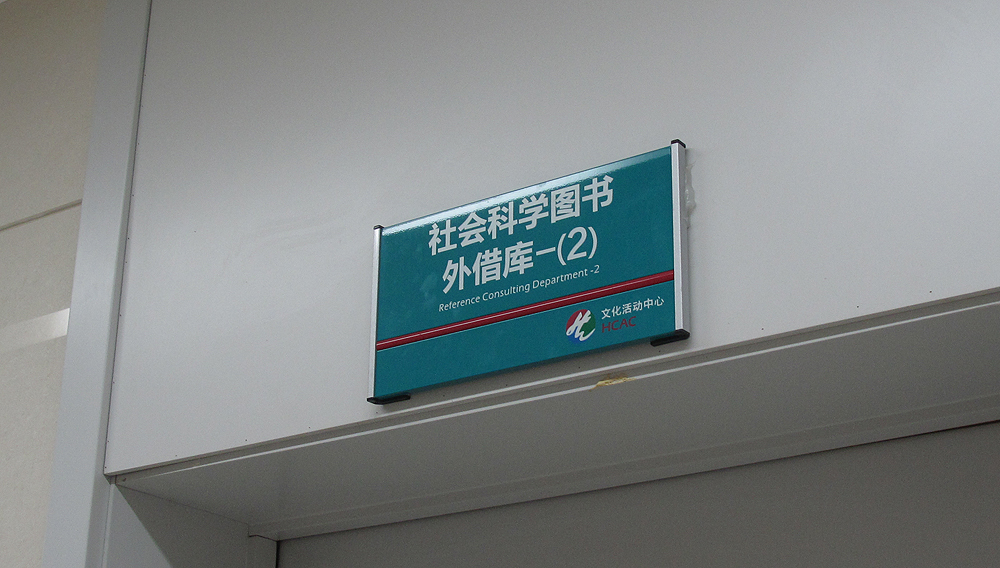 社会科学图书
外借库-(2)
Reference Consulting Department -2
文化活动中心
HCAC